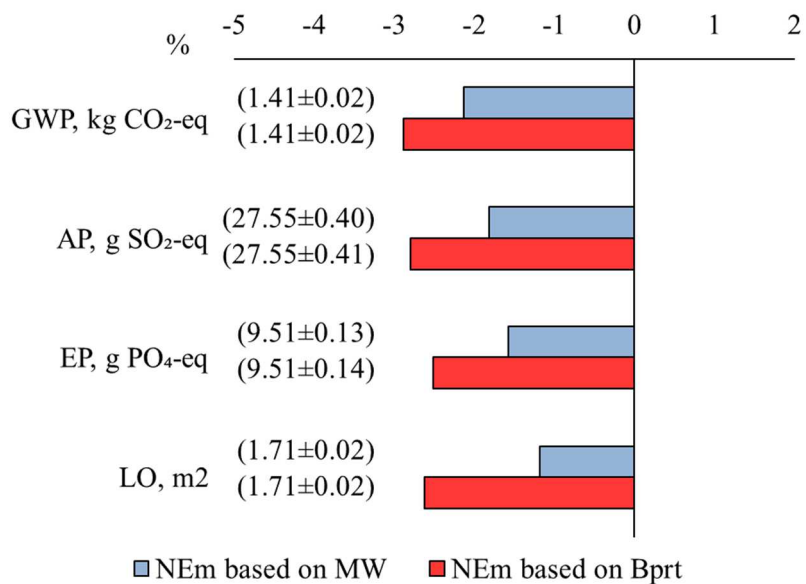 % -5 -4 -3 -2 -1 0 1 2
GWP, kg CO₂-eq (1.41±0.02)
(1.41±0.02)
AP, g SO₂-eq (27.55±0.40)
(27.55±0.41)
EP, g PO₄-eq (9.51±0.13)
(9.51±0.14)
LO, m2 (1.71±0.02)
(1.71±0.02)
NEm based on MW NEm based on Bprt